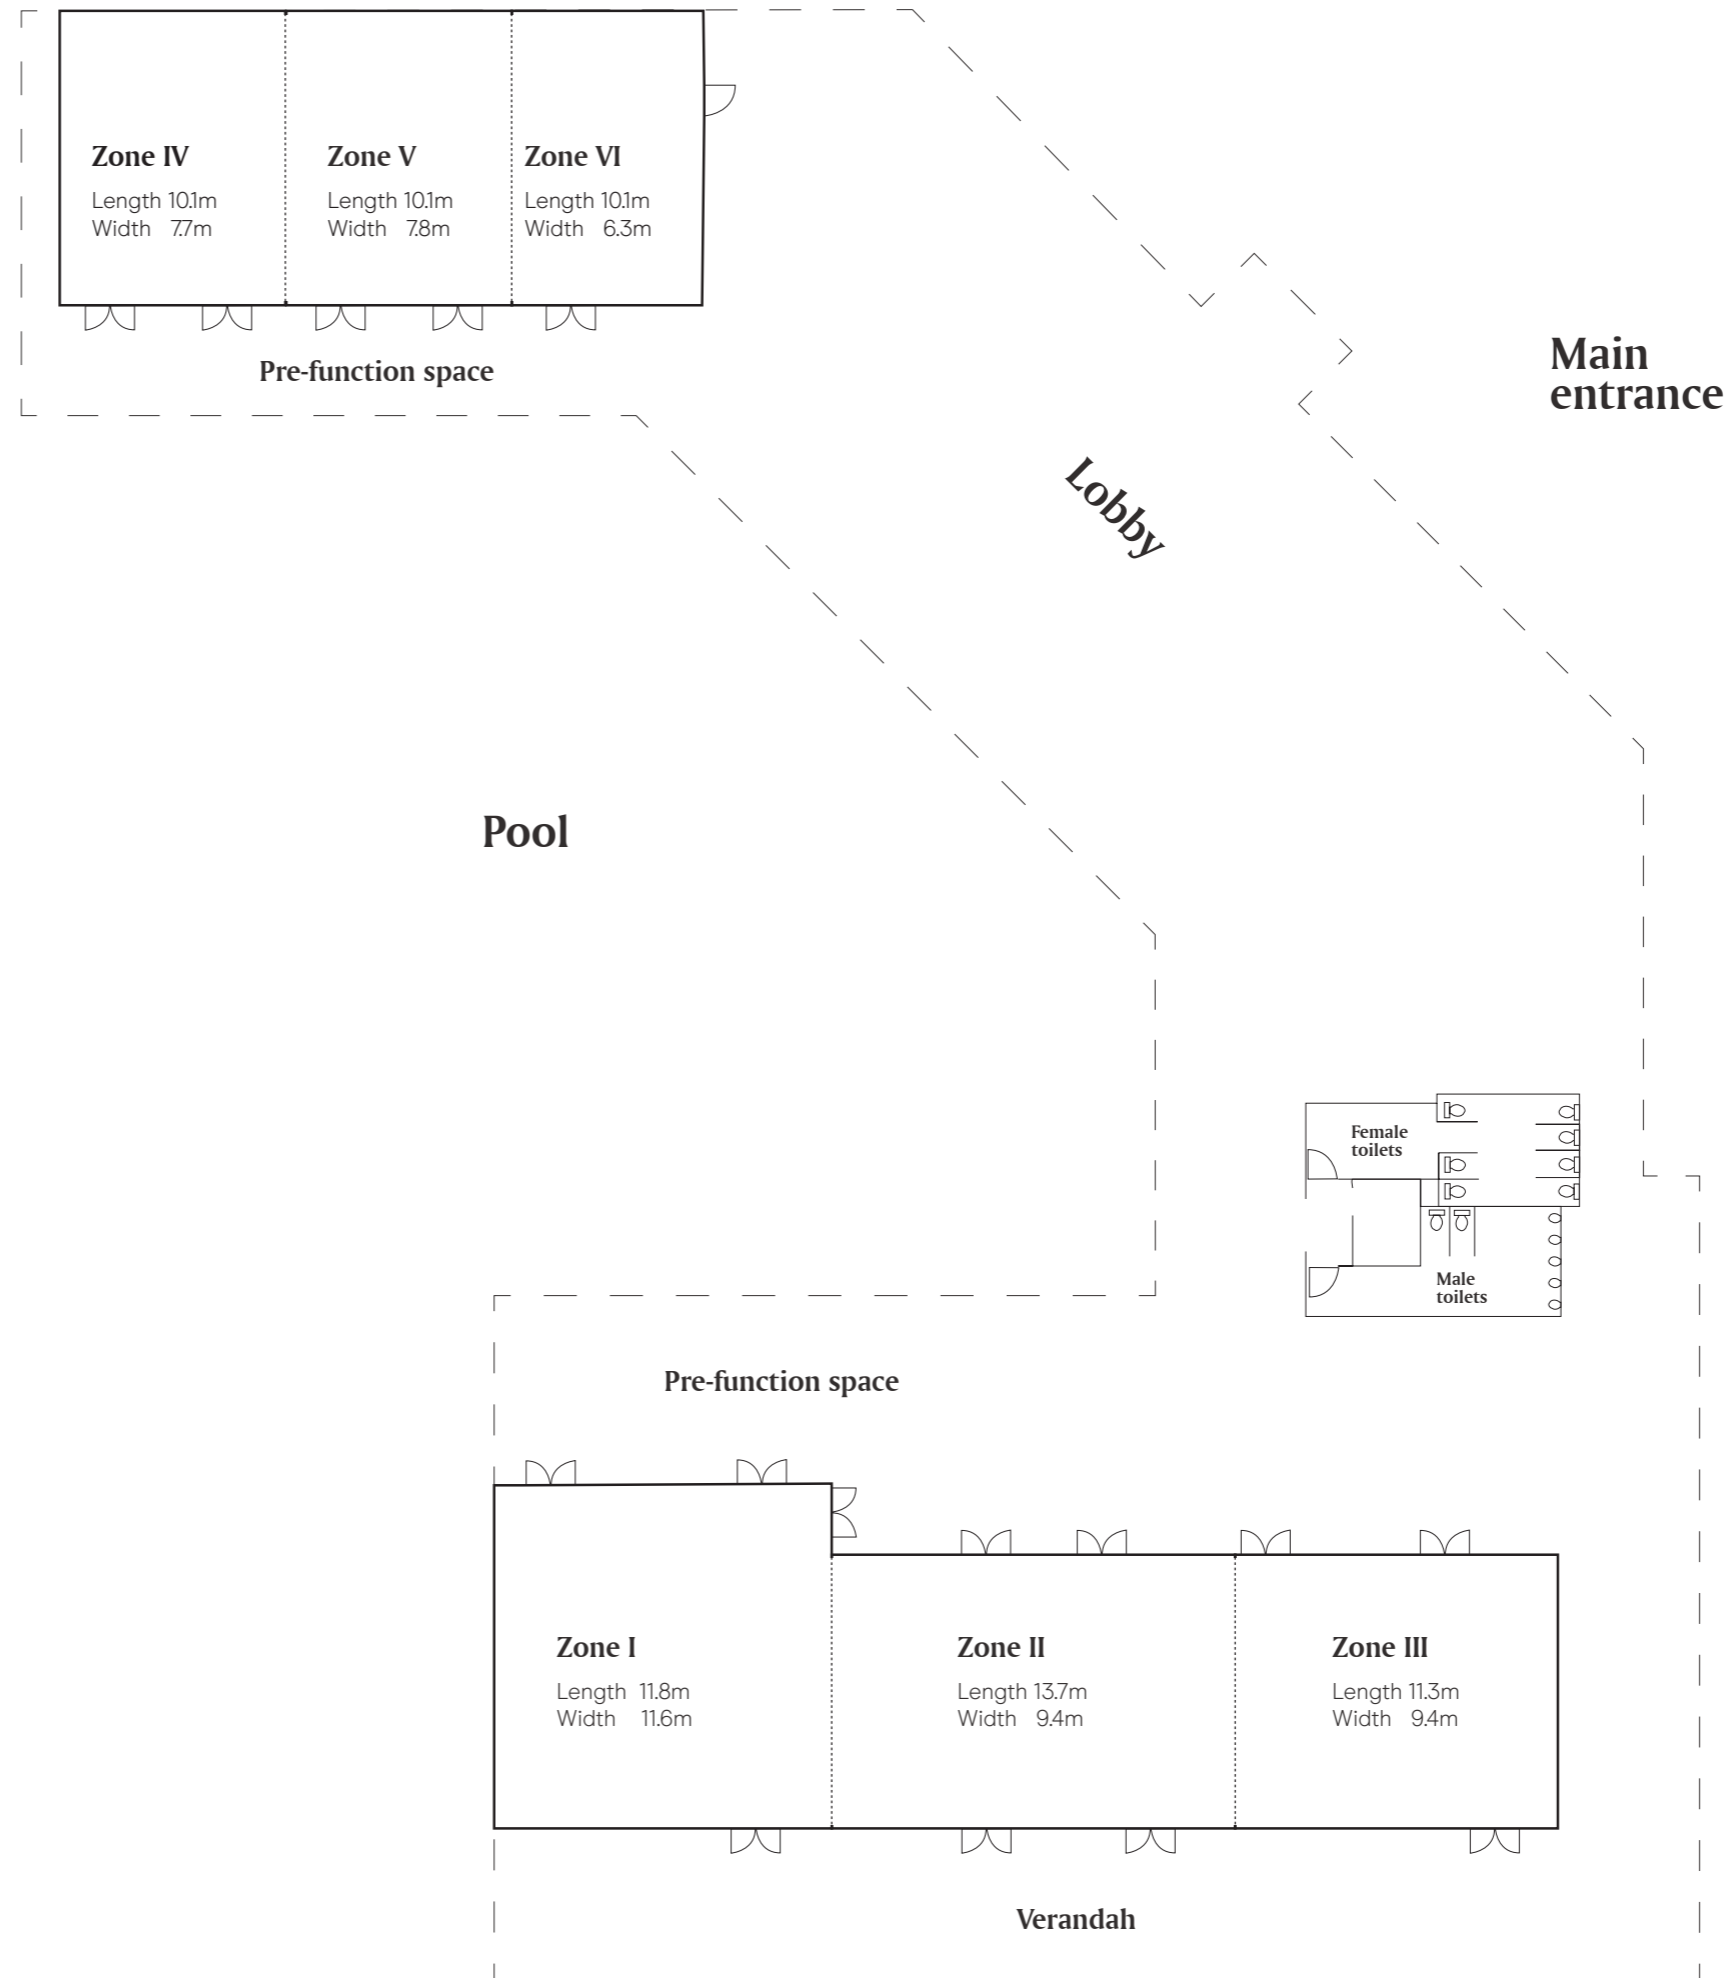 Zone IV
Length 10.1m
Width 7.7m
Zone V
Length 10.1m
Width 7.8m
Zone VI
Length 10.1m
Width 6.3m
Pre-function space
Main
entrance
Lobby
Pool
Female
toilets
Male
toilets
Pre-function space
Zone I
Length 11.8m
Width 11.6m
Zone II
Length 13.7m
Width 9.4m
Zone III
Length 11.3m
Width 9.4m
Verandah